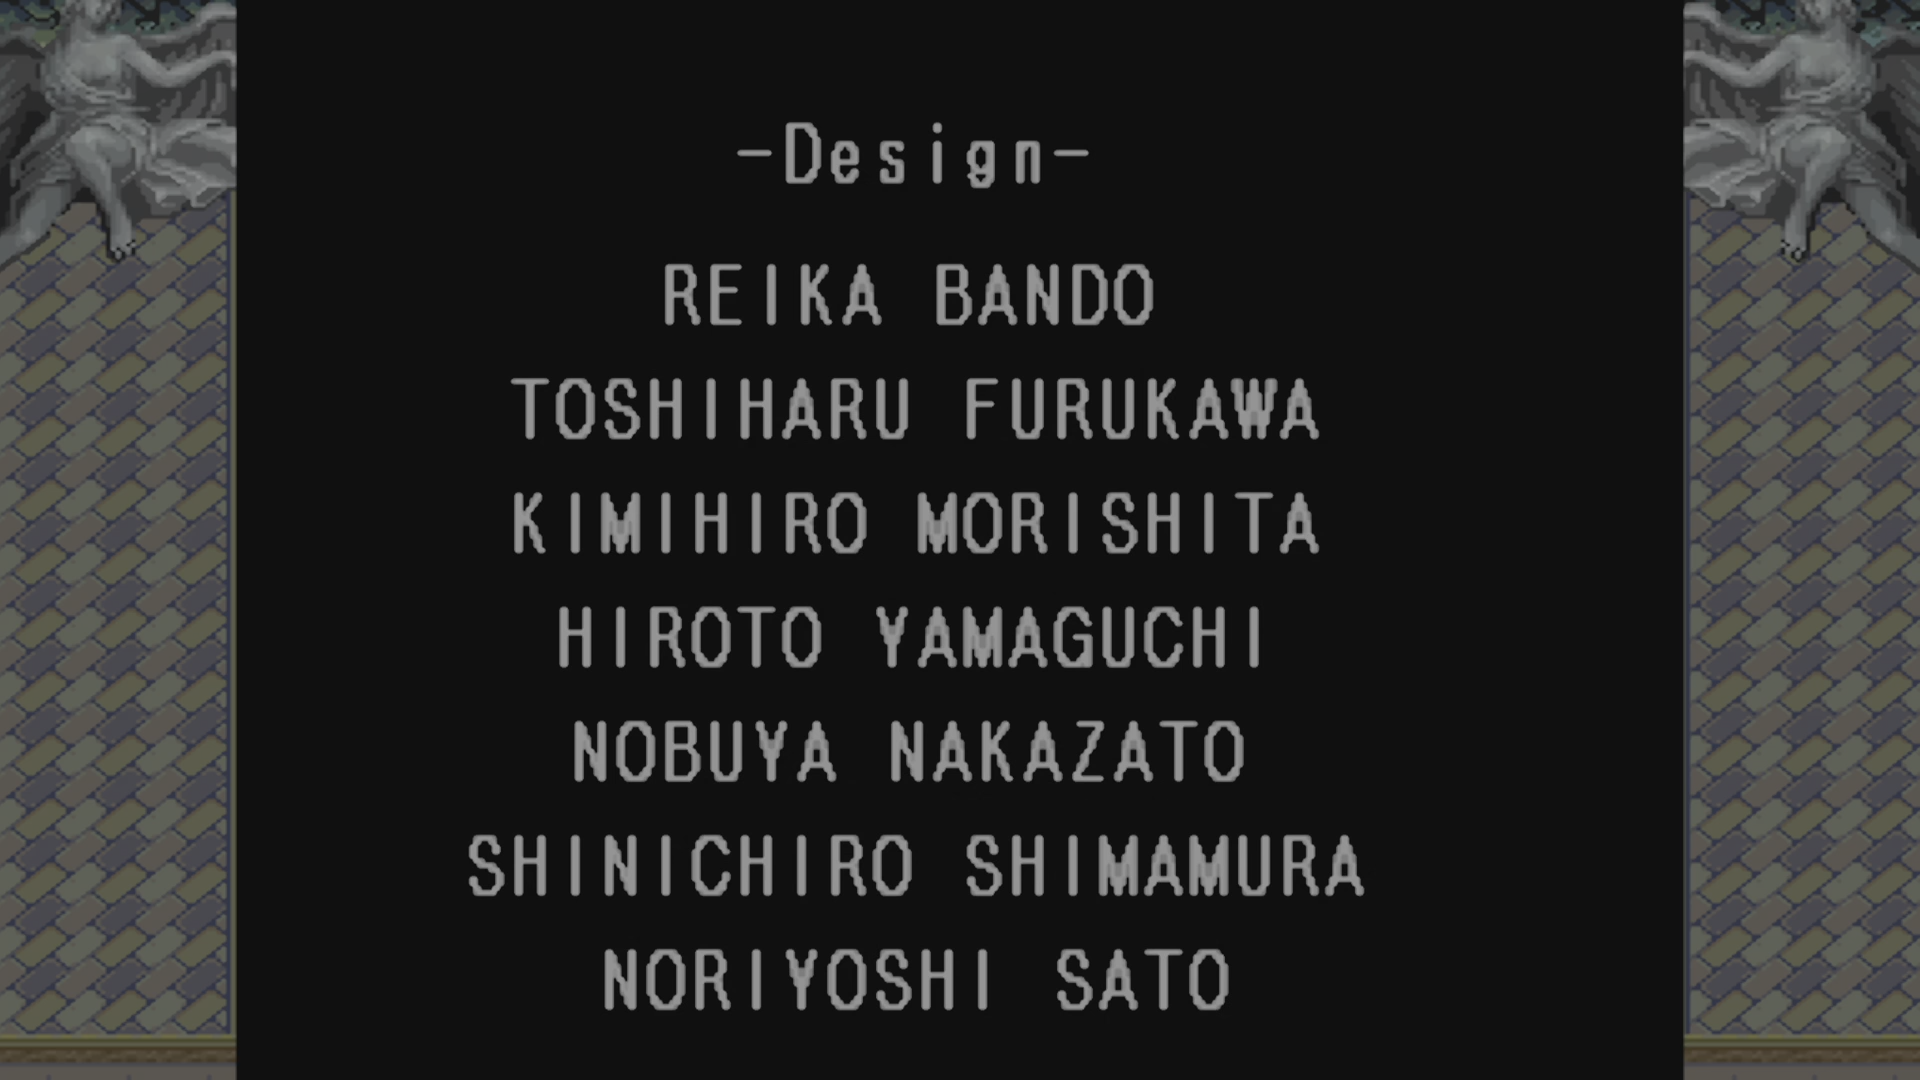 -Design-
REIKA BANDO
TOSHIHARU FURUKAWA
KIMIHIRO MORISHITA
HIROTO YAMAGUCHI
NOBUYA NAKAZATO
SHINICHIRO SHIMAMURA
NORIYOSHI SATO